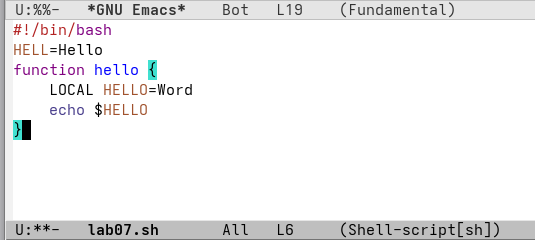 U:%%-  *GNU Emacs*    Bot  L19    (Fundamental)
#!/bin/bash
HELL=Hello
function hello {
    LOCAL HELLO=Word
    echo $HELLO
}
U:**-  lab07.sh       All  L6     (Shell-script[sh])